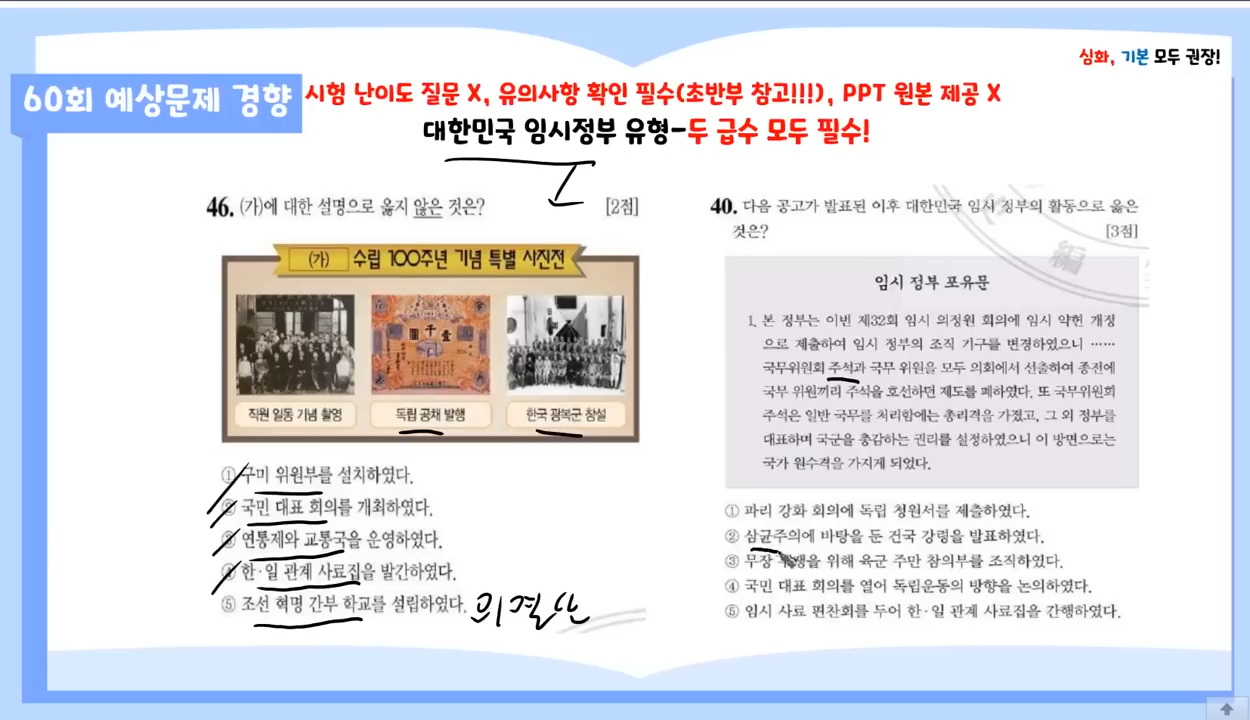 심화, 기본 모두 권장!
60회 예상문제 경향
시험 난이도 질문 X, 유의사항 확인 필수(초반부 참고!!!), PPT 원본 제공 X
대한민국 임시정부 유형-두 급수 모두 필수!
46. (가)에 대한 설명으로 옳지 않은 것은? [2점]
(가) 수립 100주년 기념 특별 사진전
직원 일동 기념 촬영
독립 공채 발행
한국 광복군 창설
① 구미 위원부를 설치하였다.
② 국민 대표 회의를 개최하였다.
③ 연통제와 교통국을 운영하였다.
④ 한·일 관계 사료집을 발간하였다.
⑤ 조선 혁명 간부 학교를 설립하였다.
의열
40. 다음 공고가 발표된 이후 대한민국 임시 정부의 활동으로 옳은
것은? [3점]
임시 정부 포유문
1. 본 정부는 이번 제32회 임시 의정원 회의에 임시 약헌 개정
으로 제출하여 임시 정부의 조직 기구를 변경하였으니 ……
국무위원회 주석과 국무 위원을 모두 의회에서 선출하여 종전에
국무 위원끼리 주석을 호선하던 제도를 폐하였다. 또 국무위원회
주석은 일반 국무를 처리함에는 총리격을 가졌고, 그 외 정부를
대표하며 국군을 총감하는 권리를 설정하였으니 이 방면으로는
국가 원수격을 가지게 되었다.
① 파리 강화 회의에 독립 청원서를 제출하였다.
② 삼균주의에 바탕을 둔 건국 강령을 발표하였다.
③ 무장 투쟁을 위해 육군 주만 참의부를 조직하였다.
④ 국민 대표 회의를 열어 독립운동의 방향을 논의하였다.
⑤ 임시 사료 편찬회를 두어 한·일 관계 사료집을 간행하였다.